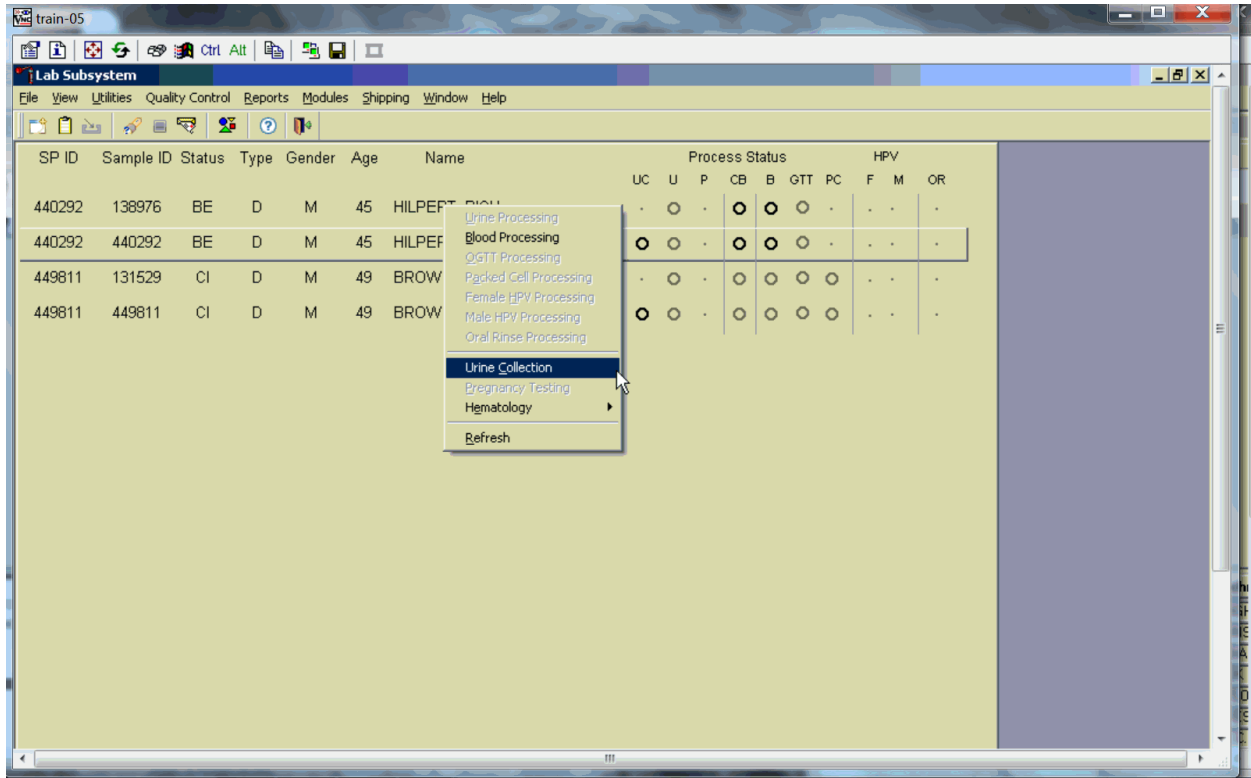 train-05
Ctrl Alt
Lab Subsystem
File View Utilities Quality Control Reports Modules Shipping Window Help
SP ID Sample ID Status Type Gender Age Name Process Status HPV
UC U P CB B GTT PC F M OR
440292 138976 BE D M 45
440292 440292 BE D M 45 HILPER
449811 131529 CI D M 49 BROW
449811 449811 CI D M 49 BROW
Urine Processing
Blood Processing
OGTT Processing
Packed Cell Processing
Female HPV Processing
Male HPV Processing
Oral Rinse Processing
Urine Collection
Pregnancy Testing
Hematology
Refresh